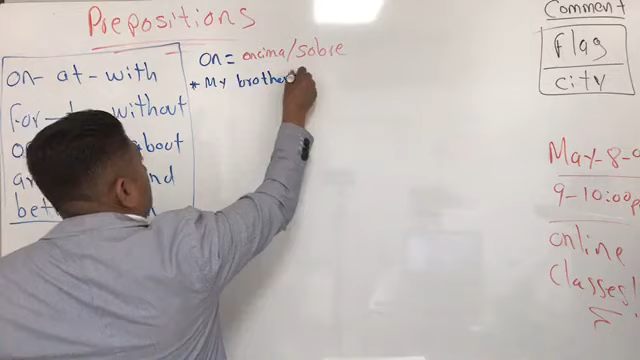 Prepositions
on- at- with
for- without
about
on= encima/sobre
* My brother
Comment
Flag
city
May-8-
9-10:00p
online
Classes!